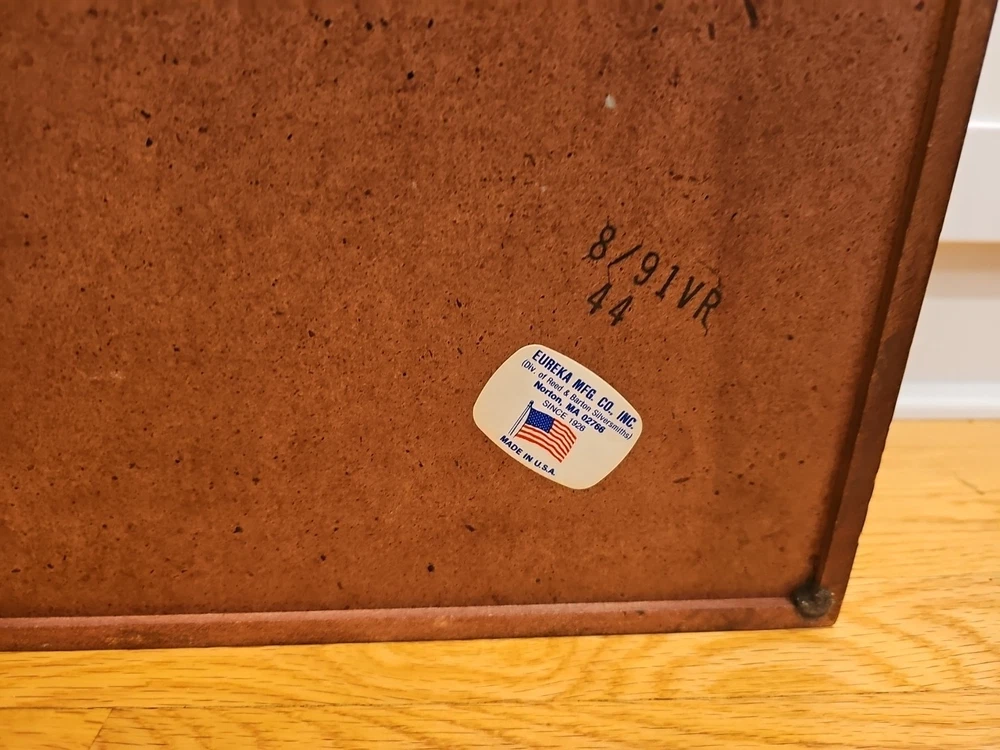 8/91VR
44
EUREKA MFG. CO., INC.
(Div. of Reed & Barton Silversmiths)
Norton, MA 02766
SINCE 1926
MADE IN U.S.A.